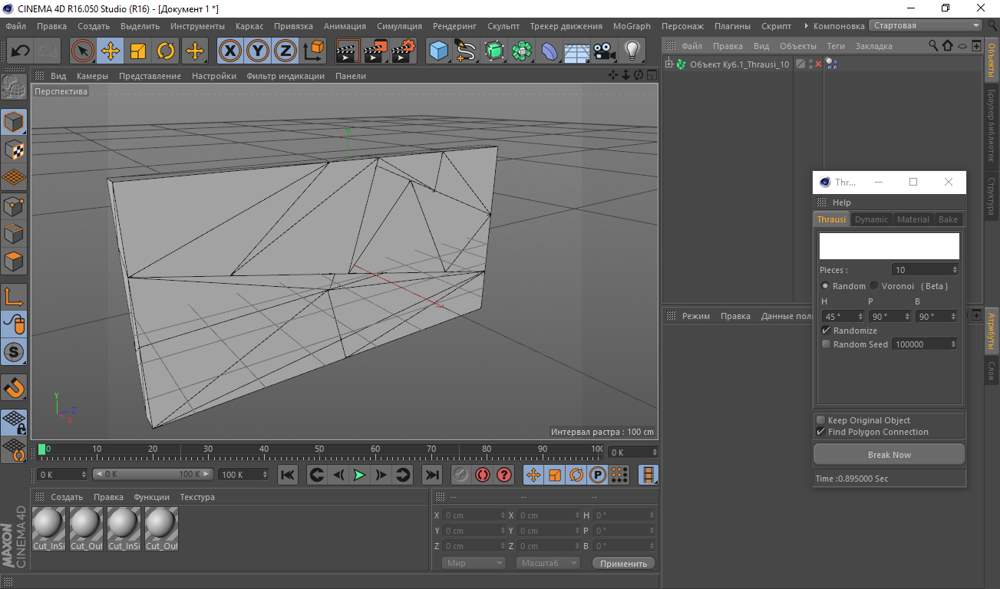 CINEMA 4D R16.050 Studio (R16) - [Документ 1 *]
Файл Правка Создать Выделить Инструменты Каркас Привязка Анимация Симуляция Рендеринг Скульпт Трекер движения MoGraph Персонаж Плагины Скрипт Компоновка Стартовая
X Y Z
Файл Правка Вид Объекты Теги Закладка
Объект Куб.1_Thrausi_10
Объекты
Браузер библиотек
Структура
Вид Камеры Представление Настройки Фильтр индикации Панели
Перспектива
Y
Z
X
Интервал растра : 100 cm
S
Thr...
Help
Thrausi Dynamic Material Bake
Pieces : 10
Random Voronoi ( Beta )
H P B
45 ° 90 ° 90 °
Randomize
Random Seed 100000
Keep Original Object
Find Polygon Connection
Break Now
Time :0.895000 Sec
Режим Правка Данные пол
Атрибуты
Слои
0 10 20 30 40 50 60 70 80 90 100 0 K
0 K 0 K 100 K 100 K
? P
Создать Правка Функции Текстура
Cut_InSi Cut_Out Cut_InSi Cut_Out
-- -- --
X 0 cm X 0 cm H 0 °
Y 0 cm Y 0 cm P 0 °
Z 0 cm Z 0 cm B 0 °
Мир Масштаб Применить
MAXON
CINEMA 4D